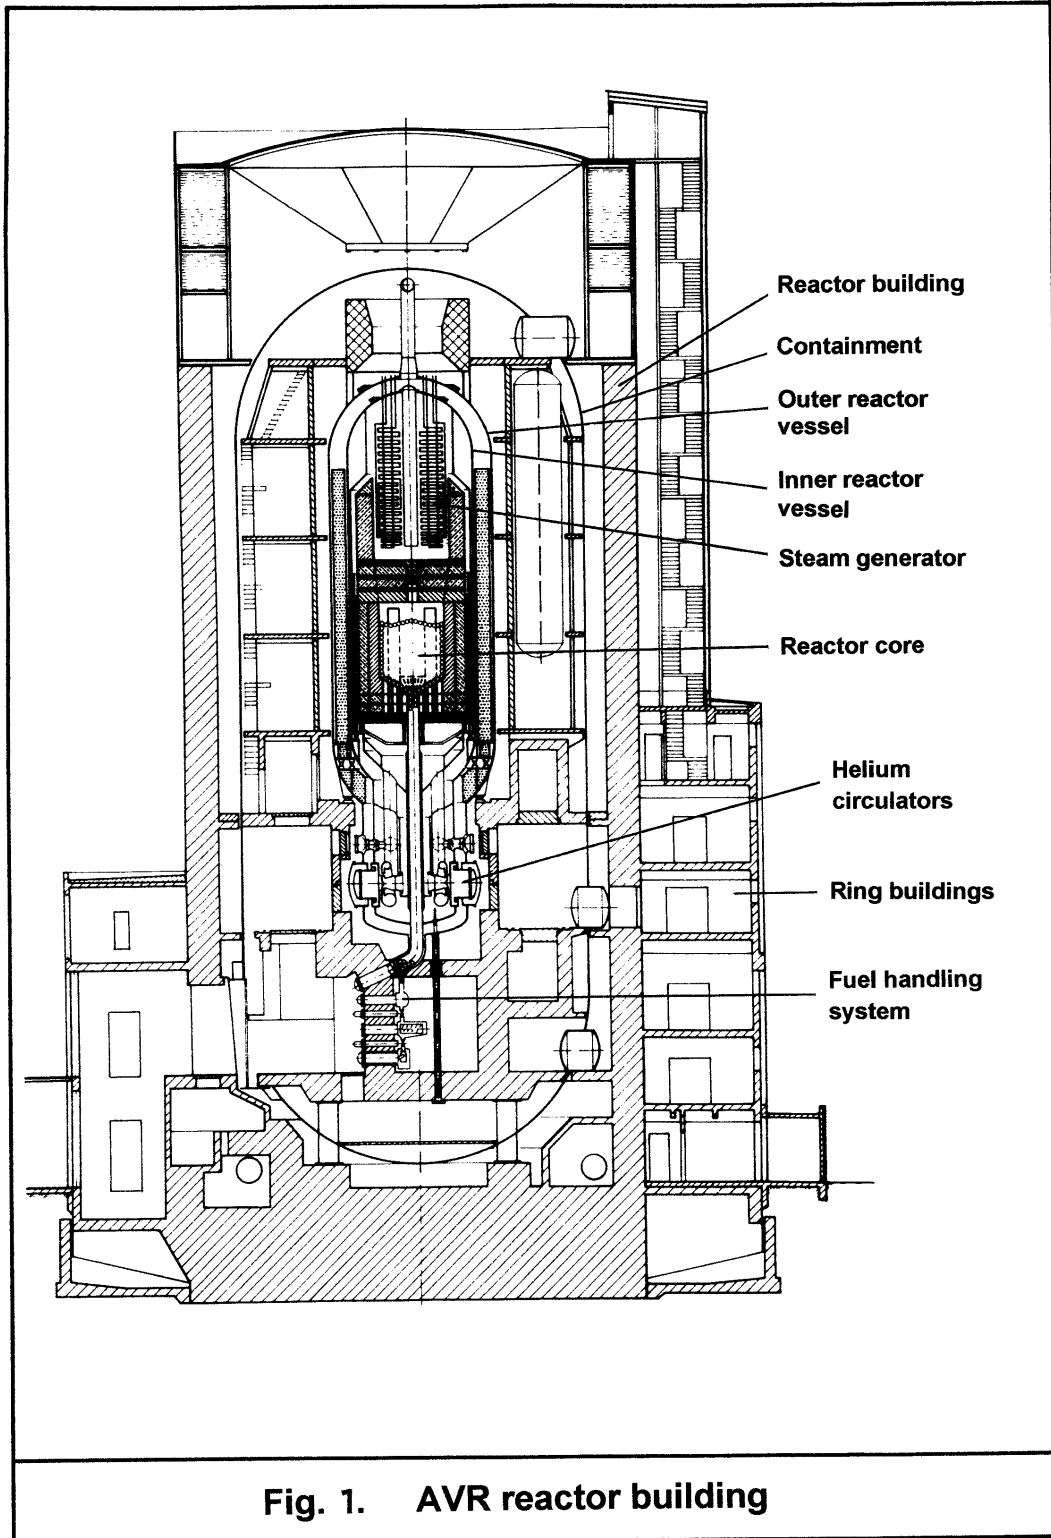 Reactor building
Containment
Outer reactor
vessel
Inner reactor
vessel
Steam generator
Reactor core
Helium
circulators
Ring buildings
Fuel handling
system
Fig. 1. AVR reactor building